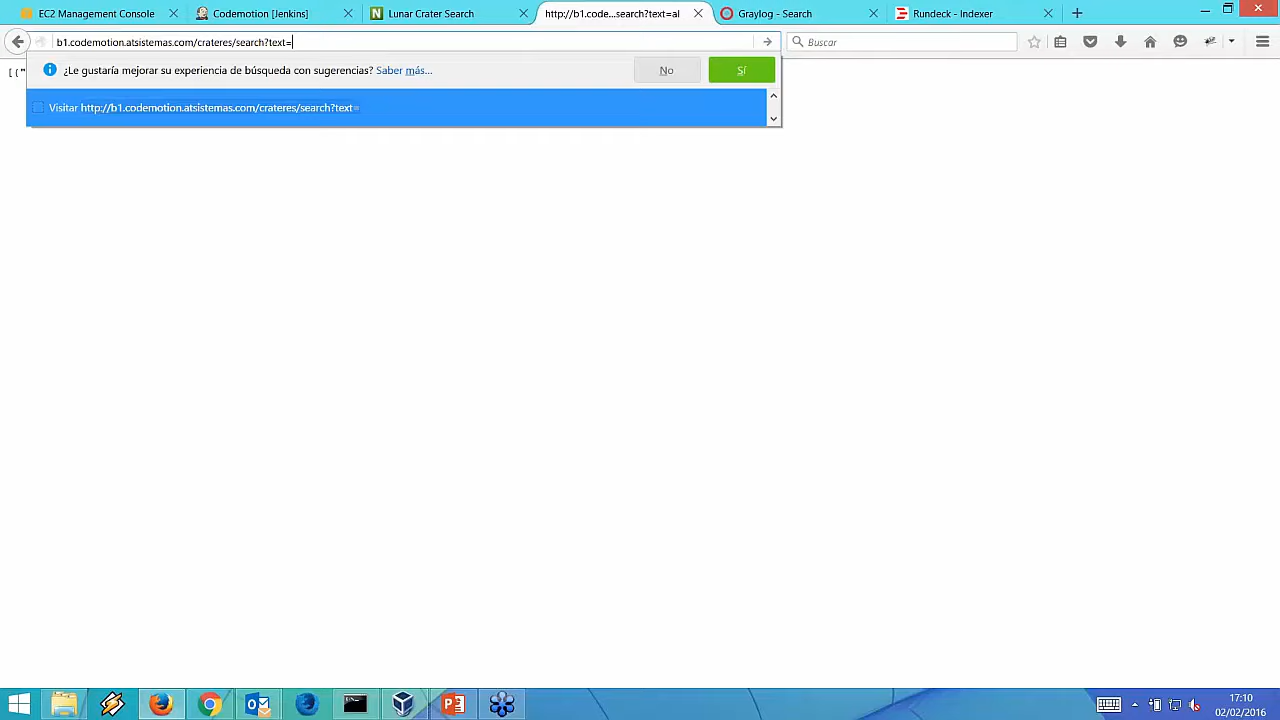 EC2 Management Console
Codemotion [Jenkins]
Lunar Crater Search
http://b1.code...search?text=al
Graylog - Search
Rundeck - Indexer
b1.codemotion.atsistemas.com/crateres/search?text=
Buscar
[{"
¿Le gustaría mejorar su experiencia de búsqueda con sugerencias? Saber más...
No
Sí
Visitar http://b1.codemotion.atsistemas.com/crateres/search?text=
17:10
02/02/2016